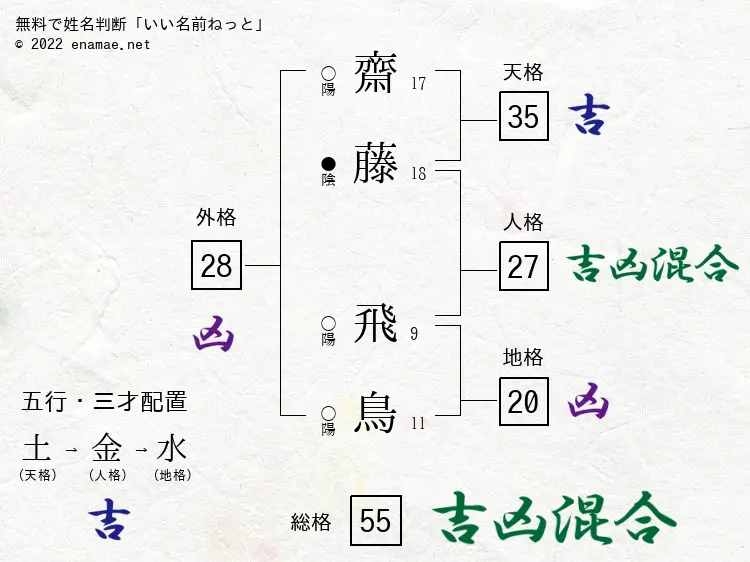 無料で姓名判断「いい名前ねっと」
© 2022 enamae.net
○陽 齋 17
●陰 藤 18
○陽 飛 9
○陽 鳥 11
天格
35 吉
人格
27 吉凶混合
地格
20 凶
外格
28
凶
五行・三才配置
土→金→水
(天格) (人格) (地格)
吉
総格 55 吉凶混合